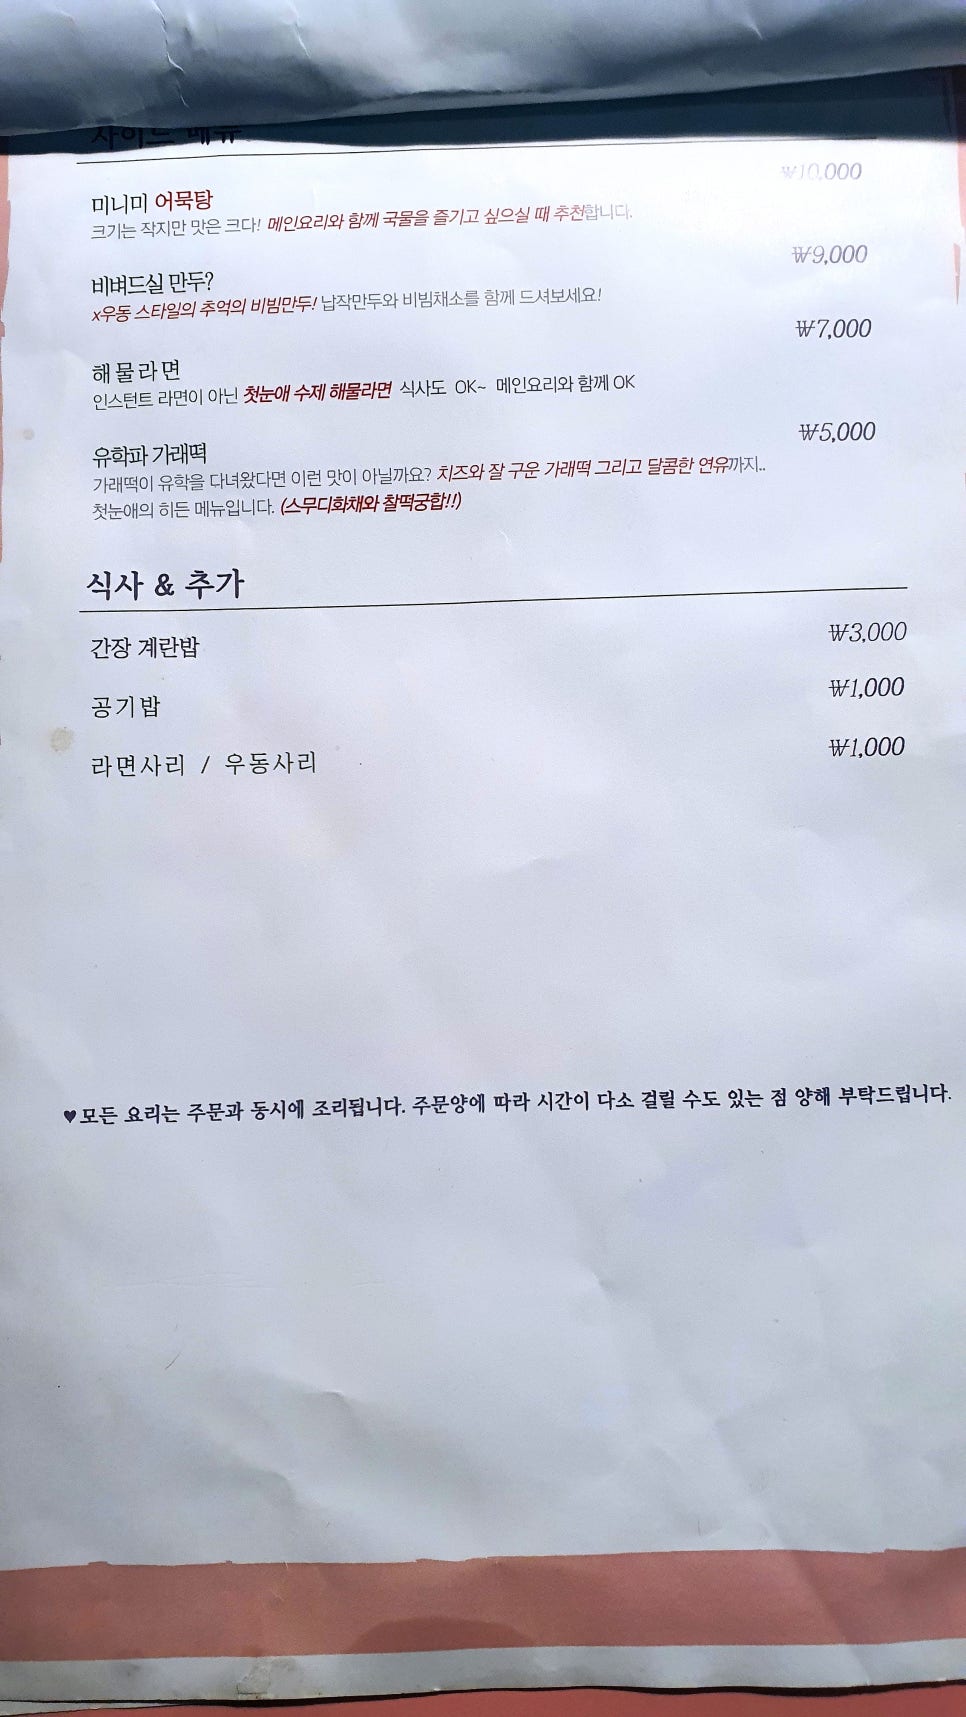 사이드 메뉴
₩10,000
미니미 어묵탕
크기는 작지만 맛은 크다! 메인요리와 함께 국물을 즐기고 싶으실 때 추천합니다.
₩9,000
비벼드실 만두?
x우동 스타일의 추억의 비빔만두! 납작만두와 비빔채소를 함께 드셔보세요!
₩7,000
해물라면
인스턴트 라면이 아닌 첫눈애 수제 해물라면 식사도 OK~ 메인요리와 함께 OK
₩5,000
유학파 가래떡
가래떡이 유학을 다녀왔다면 이런 맛이 아닐까요? 치즈와 잘 구운 가래떡 그리고 달콤한 연유까지..
첫눈애의 히든 메뉴입니다. (스무디화채와 찰떡궁합!!)
식사 & 추가
간장 계란밥 ₩3,000
공기밥 ₩1,000
라면사리 / 우동사리 ₩1,000
♥모든 요리는 주문과 동시에 조리됩니다. 주문양에 따라 시간이 다소 걸릴 수도 있는 점 양해 부탁드립니다.